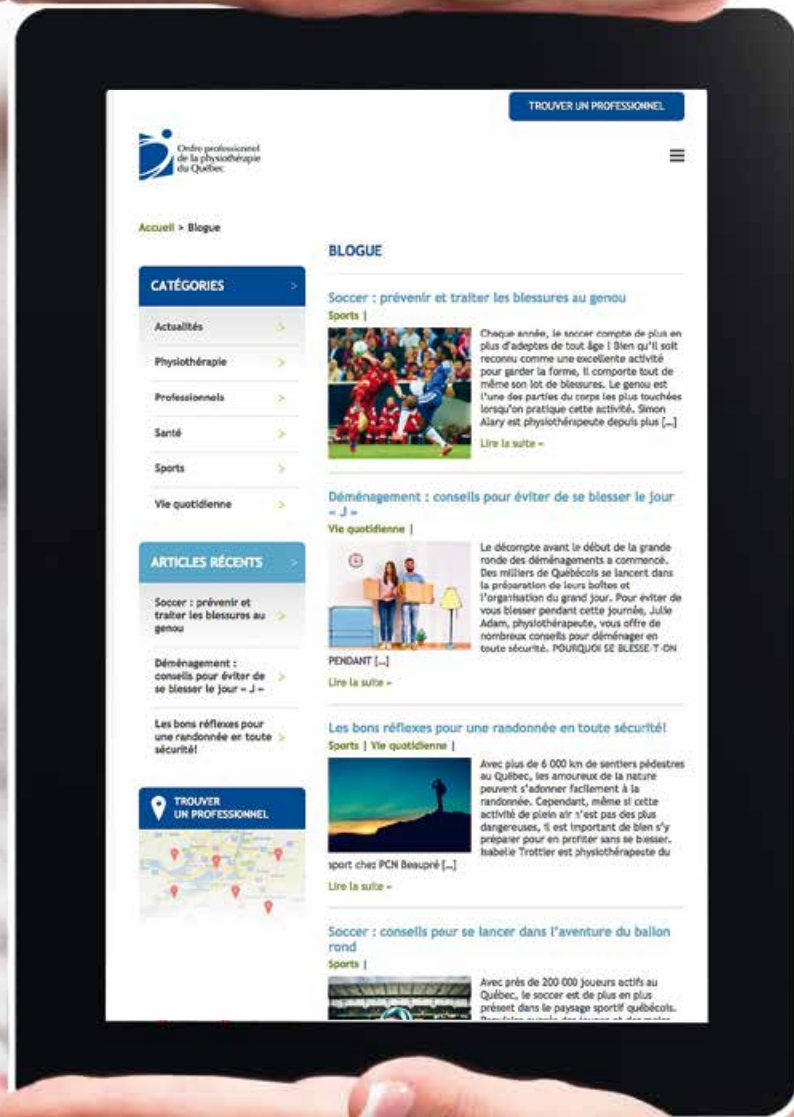 TROUVER UN PROFESSIONNEL
Ordre professionnel
de la physiothérapie
du Québec
Accueil > Blogue
CATÉGORIES >
Actualités >
Physiothérapie >
Professionnels >
Santé >
Sports >
Vie quotidienne >
ARTICLES RÉCENTS >
Soccer : prévenir et
traiter les blessures au >
genou
Déménagement :
conseils pour éviter de >
se blesser le jour « J »
Les bons réflexes pour
une randonnée en toute >
sécurité!
TROUVER
UN PROFESSIONNEL
BLOGUE
Soccer : prévenir et traiter les blessures au genou
Sports |
Chaque année, le soccer compte de plus en
plus d'adeptes de tout âge ! Bien qu'il soit
reconnu comme une excellente activité
pour garder la forme, il comporte tout de
même son lot de blessures. Le genou est
l'une des parties du corps les plus touchées
lorsqu'on pratique cette activité. Simon
Alary est physiothérapeute depuis plus [...]
Lire la suite »
Déménagement : conseils pour éviter de se blesser le jour
« J »
Vie quotidienne |
Le décompte avant le début de la grande
ronde des déménagements a commencé.
Des milliers de Québécois se lancent dans
la préparation de leurs boîtes et
l'organisation du grand jour. Pour éviter de
vous blesser pendant cette journée, Julie
Adam, physiothérapeute, vous offre de
nombreux conseils pour déménager en
toute sécurité. POURQUOI SE BLESSE-T-ON
PENDANT [...]
Lire la suite »
Les bons réflexes pour une randonnée en toute sécurité!
Sports | Vie quotidienne |
Avec plus de 6 000 km de sentiers pédestres
au Québec, les amoureux de la nature
peuvent s'adonner facilement à la
randonnée. Cependant, même si cette
activité de plein air n'est pas des plus
dangereuses, il est important de bien s'y
préparer pour en profiter sans se blesser.
Isabelle Trottier est physiothérapeute du
sport chez PCN Beaupré [...]
Lire la suite »
Soccer : conseils pour se lancer dans l'aventure du ballon
rond
Sports |
Avec près de 200 000 joueurs actifs au
Québec, le soccer est de plus en plus
présent dans le paysage sportif québécois.